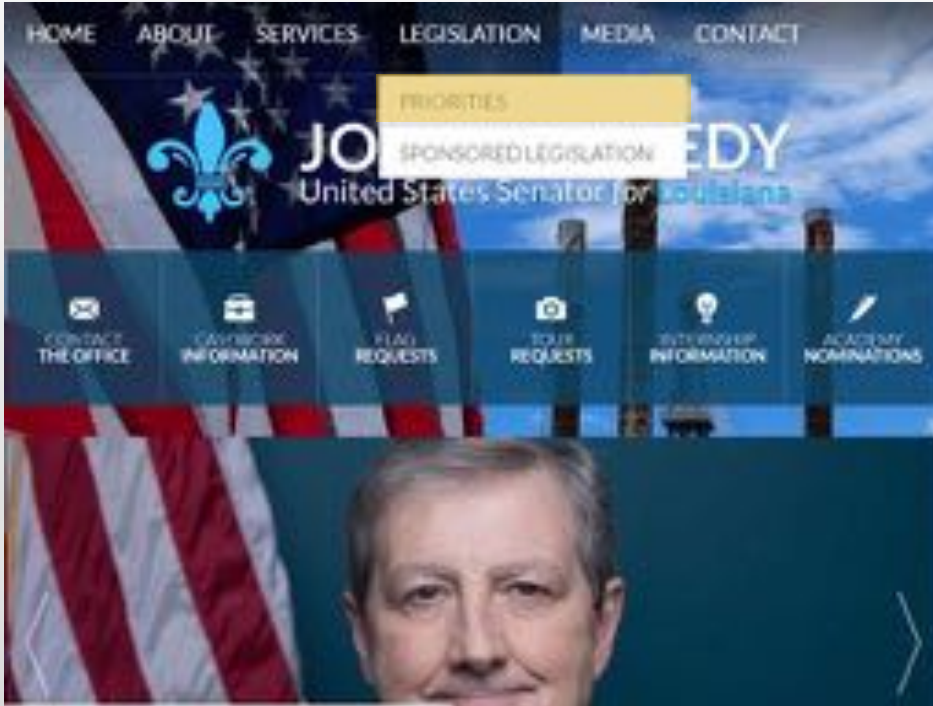 HOME ABOUT SERVICES LEGISLATION MEDIA CONTACT
PRIORITIES
SPONSORED LEGISLATION
JO EDY
United States Senator for Louisiana
CONTACT
THE OFFICE
CASEWORK
INFORMATION
FLAG
REQUESTS
TOUR
REQUESTS
INTERNSHIP
INFORMATION
ACADEMY
NOMINATIONS